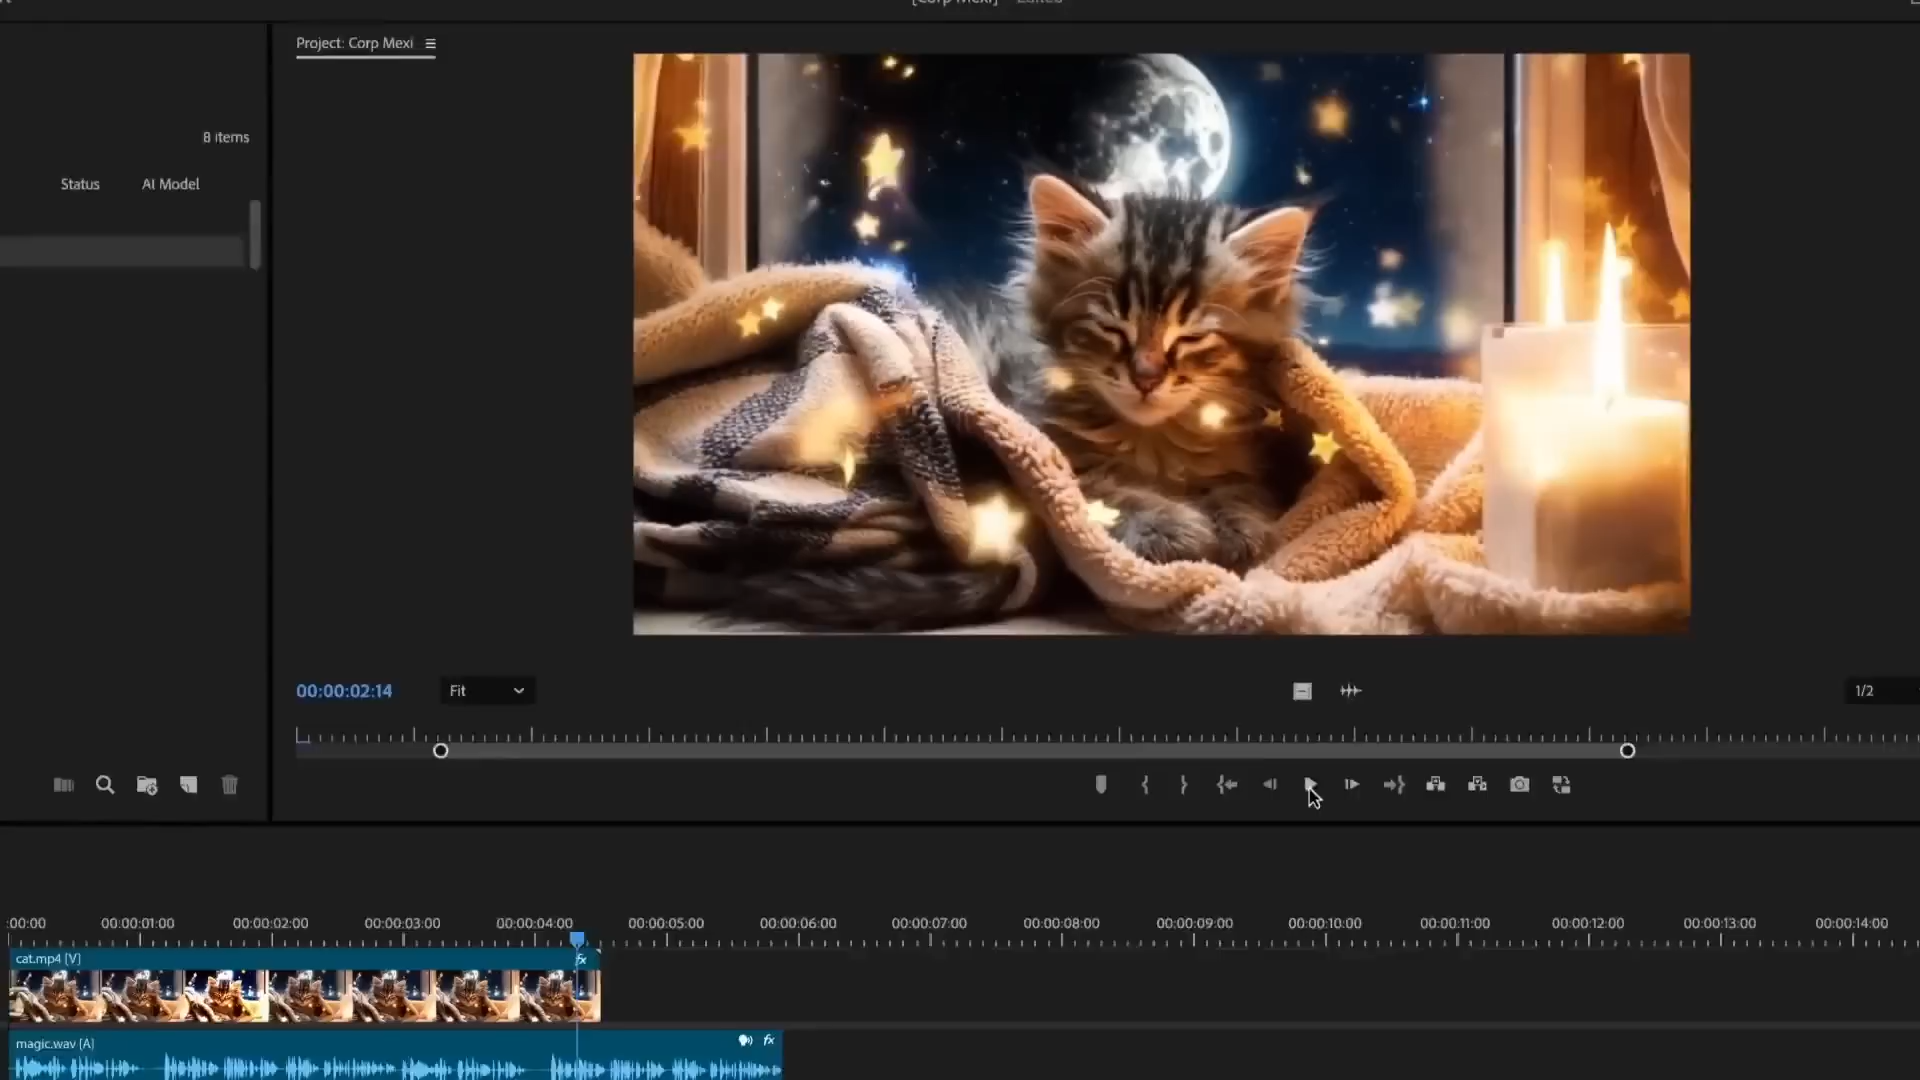 [Corp Mexi] Edited
Project: Corp Mexi
8 items
Status AI Model
00:00:02:14 Fit 1/2
:00:00 00:00:01:00 00:00:02:00 00:00:03:00 00:00:04:00 00:00:05:00 00:00:06:00 00:00:07:00 00:00:08:00 00:00:09:00 00:00:10:00 00:00:11:00 00:00:12:00 00:00:13:00 00:00:14:00
cat.mp4 [V] fx
magic.wav [A] fx